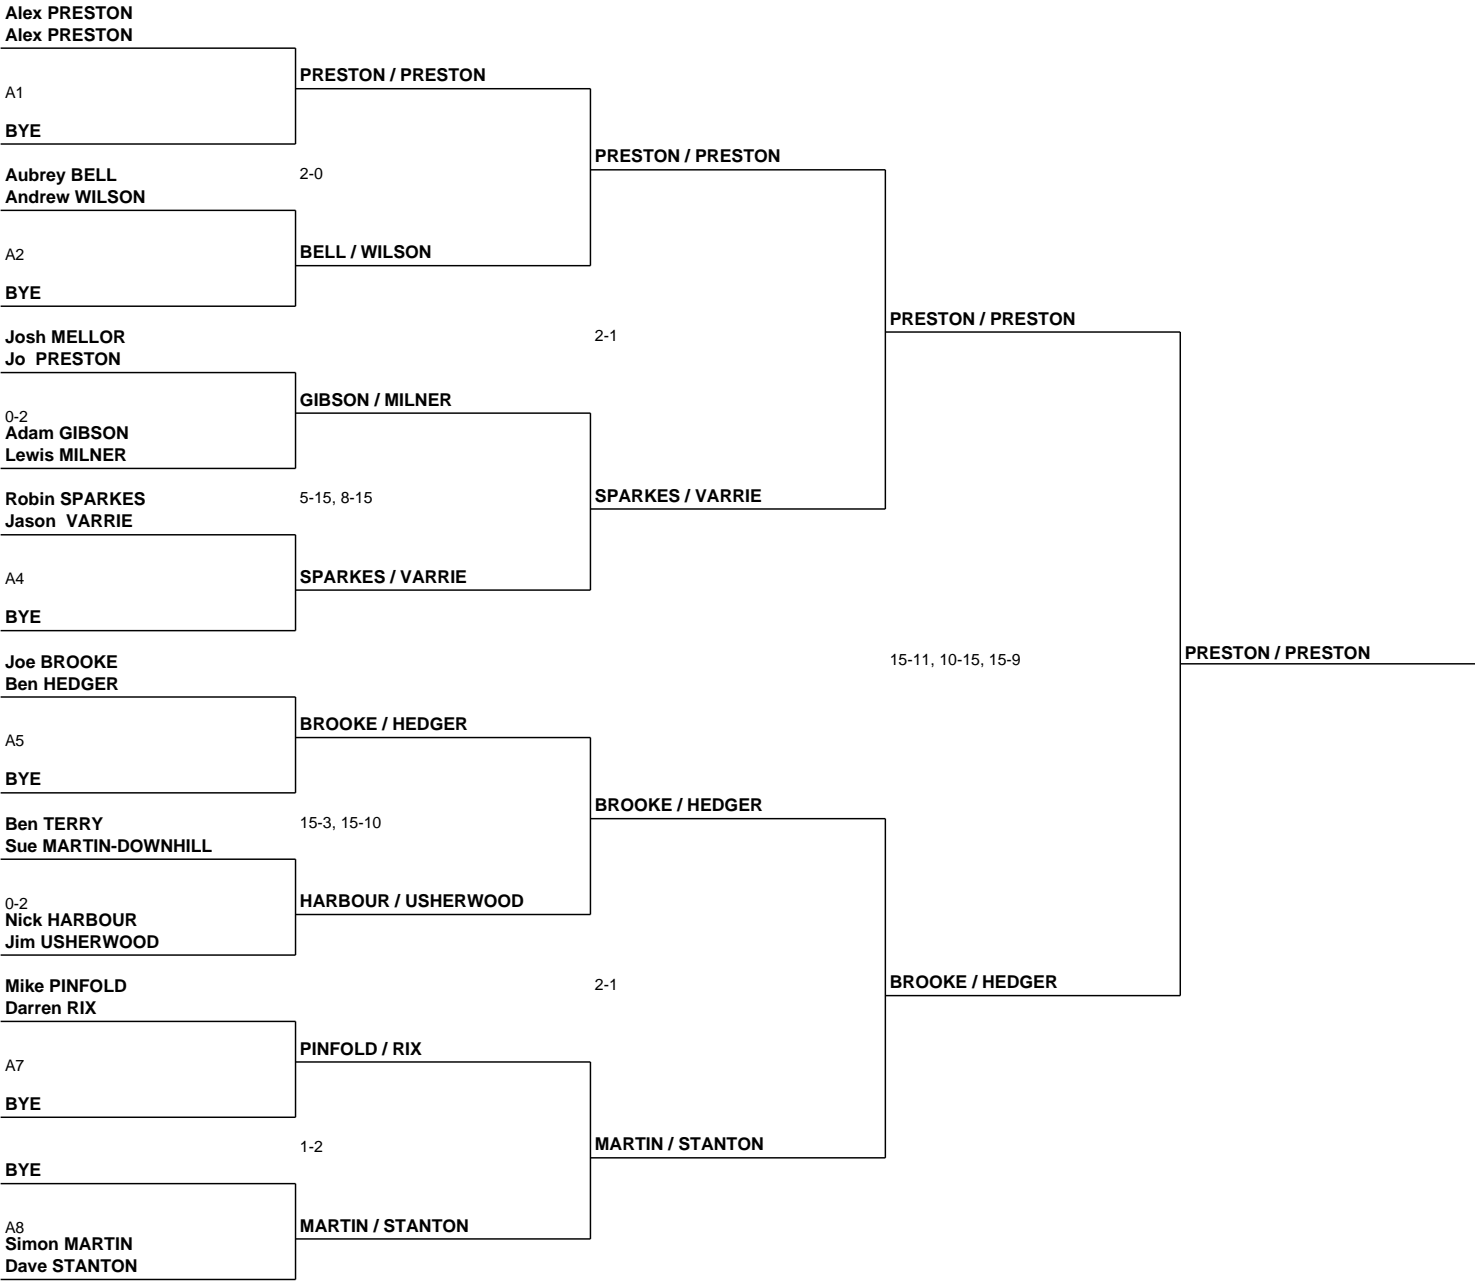 Alex PRESTON
Alex PRESTON
PRESTON / PRESTON
A1
BYE
PRESTON / PRESTON
Aubrey BELL
2-0
Andrew WILSON
BELL / WILSON
A2
BYE
PRESTON / PRESTON
Josh MELLOR
2-1
Jo  PRESTON
GIBSON / MILNER
0-2
Adam GIBSON
Lewis MILNER
Robin SPARKES
5-15, 8-15
SPARKES / VARRIE
Jason  VARRIE
A4
SPARKES / VARRIE
BYE
Joe BROOKE
15-11, 10-15, 15-9
PRESTON / PRESTON
Ben HEDGER
BROOKE / HEDGER
A5
BYE
BROOKE / HEDGER
Ben TERRY
15-3, 15-10
Sue MARTIN-DOWNHILL
0-2
HARBOUR / USHERWOOD
Nick HARBOUR
Jim USHERWOOD
Mike PINFOLD
2-1
BROOKE / HEDGER
Darren RIX
PINFOLD / RIX
A7
BYE
1-2
MARTIN / STANTON
BYE
A8
MARTIN / STANTON
Simon MARTIN
Dave STANTON